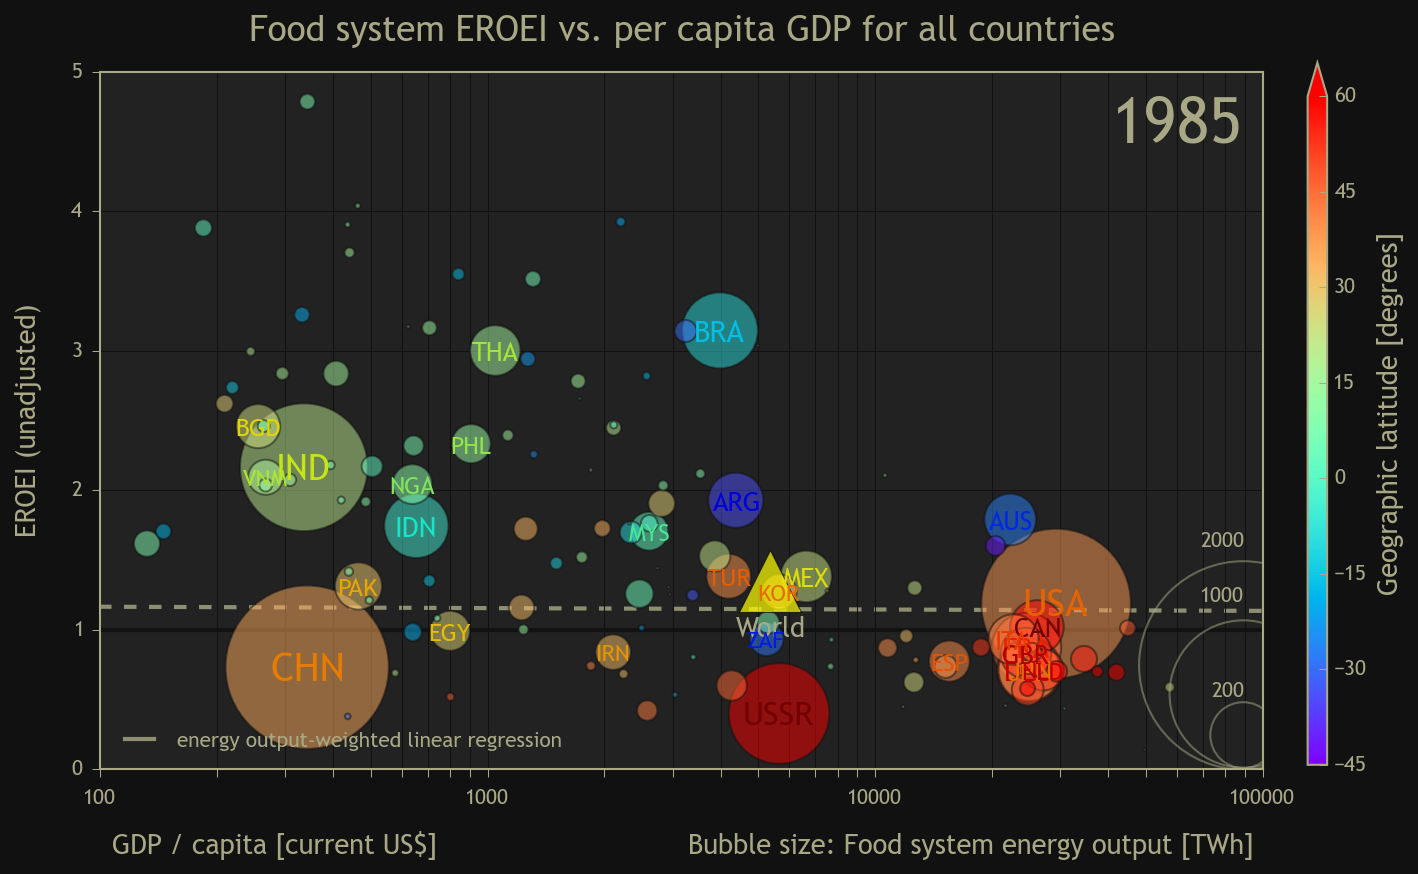 Food system EROEI vs. per capita GDP for all countries
1985
5
4
3
2
1
0
EROEI (unadjusted)
BRA
THA
BGD
IND
VNM
PHL
NGA
IDN
MYS
ARG
AUS
PAK
TUR
MEX
KOR
World
ZAF
USA
CAN
EGY
IRN
ESP
GBR
CHN
USSR
2000
1000
200
energy output-weighted linear regression
100
1000
10000
100000
GDP / capita [current US$]
Bubble size: Food system energy output [TWh]
60
45
30
15
0
−15
−30
−45
Geographic latitude [degrees]